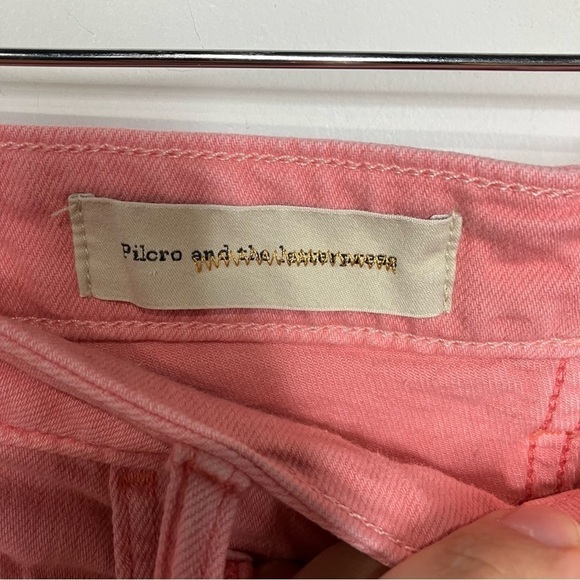 Pilcro and the letterpress